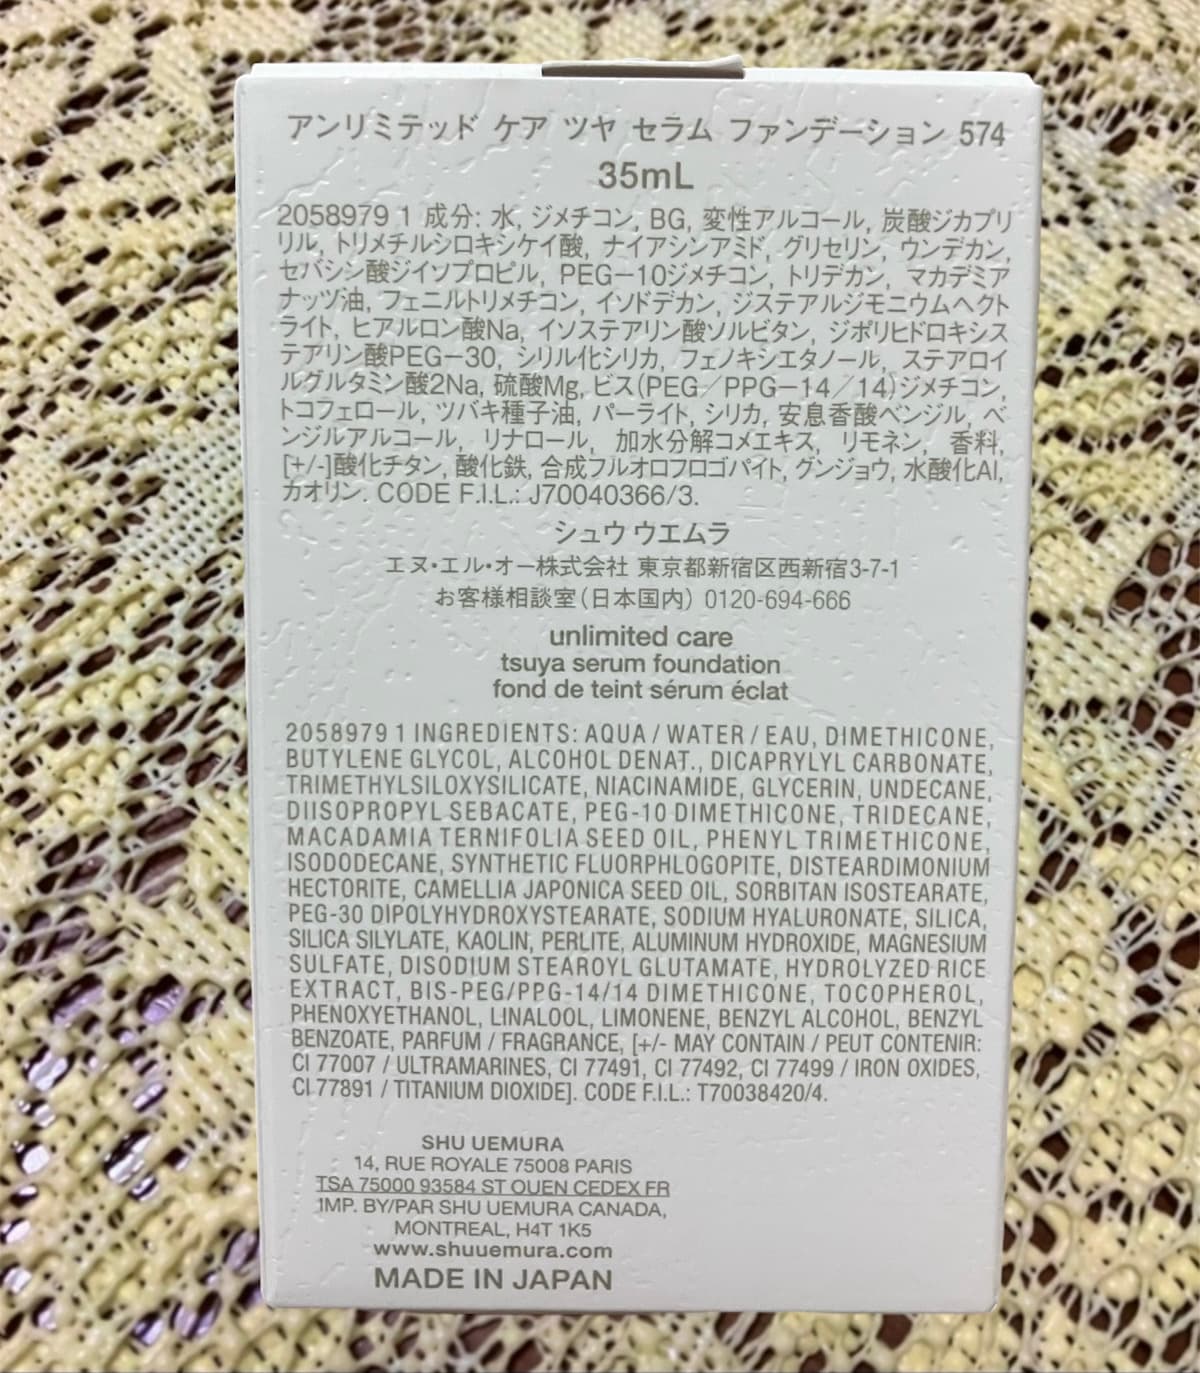 アンリミテッド ケア ツヤ セラム ファンデーション 574
35mL
2058979 1 成分: 水, ジメチコン, BG, 変性アルコール, 炭酸ジカプリ
リル, トリメチルシロキシケイ酸, ナイアシンアミド, グリセリン, ウンデカン,
セバシン酸ジイソプロピル, PEG－10ジメチコン, トリデカン, マカデミア
ナッツ油, フェニルトリメチコン, イソドデカン, ジステアルジモニウムヘクト
ライト, ヒアルロン酸Na, イソステアリン酸ソルビタン, ジポリヒドロキシス
テアリン酸PEG－30, シリル化シリカ, フェノキシエタノール, ステアロイ
ルグルタミン酸2Na, 硫酸Mg, ビス(PEG／PPG－14／14)ジメチコン,
トコフェロール, ツバキ種子油, パーライト, シリカ, 安息香酸ベンジル, ベ
ンジルアルコール, リナロール, 加水分解コメエキス, リモネン, 香料,
[+/-]酸化チタン, 酸化鉄, 合成フルオロフロゴパイト, グンジョウ, 水酸化Al,
カオリン. CODE F.I.L.: J70040366/3.
シュウ ウエムラ
エヌ・エル・オー株式会社 東京都新宿区西新宿3-7-1
お客様相談室(日本国内) 0120-694-666
unlimited care
tsuya serum foundation
fond de teint sérum éclat
2058979 1 INGREDIENTS: AQUA / WATER / EAU, DIMETHICONE,
BUTYLENE GLYCOL, ALCOHOL DENAT., DICAPRYLYL CARBONATE,
TRIMETHYLSILOXYSILICATE, NIACINAMIDE, GLYCERIN, UNDECANE,
DIISOPROPYL SEBACATE, PEG-10 DIMETHICONE, TRIDECANE,
MACADAMIA TERNIFOLIA SEED OIL, PHENYL TRIMETHICONE,
ISODODECANE, SYNTHETIC FLUORPHLOGOPITE, DISTEARDIMONIUM
HECTORITE, CAMELLIA JAPONICA SEED OIL, SORBITAN ISOSTEARATE,
PEG-30 DIPOLYHYDROXYSTEARATE, SODIUM HYALURONATE, SILICA,
SILICA SILYLATE, KAOLIN, PERLITE, ALUMINUM HYDROXIDE, MAGNESIUM
SULFATE, DISODIUM STEAROYL GLUTAMATE, HYDROLYZED RICE
EXTRACT, BIS-PEG/PPG-14/14 DIMETHICONE, TOCOPHEROL,
PHENOXYETHANOL, LINALOOL, LIMONENE, BENZYL ALCOHOL, BENZYL
BENZOATE, PARFUM / FRAGRANCE, [+/- MAY CONTAIN / PEUT CONTENIR:
CI 77007 / ULTRAMARINES, CI 77491, CI 77492, CI 77499 / IRON OXIDES,
CI 77891 / TITANIUM DIOXIDE]. CODE F.I.L.: T70038420/4.
SHU UEMURA
14, RUE ROYALE 75008 PARIS
TSA 75000 93584 ST OUEN CEDEX FR
IMP. BY/PAR SHU UEMURA CANADA,
MONTREAL, H4T 1K5
www.shuuemura.com
MADE IN JAPAN